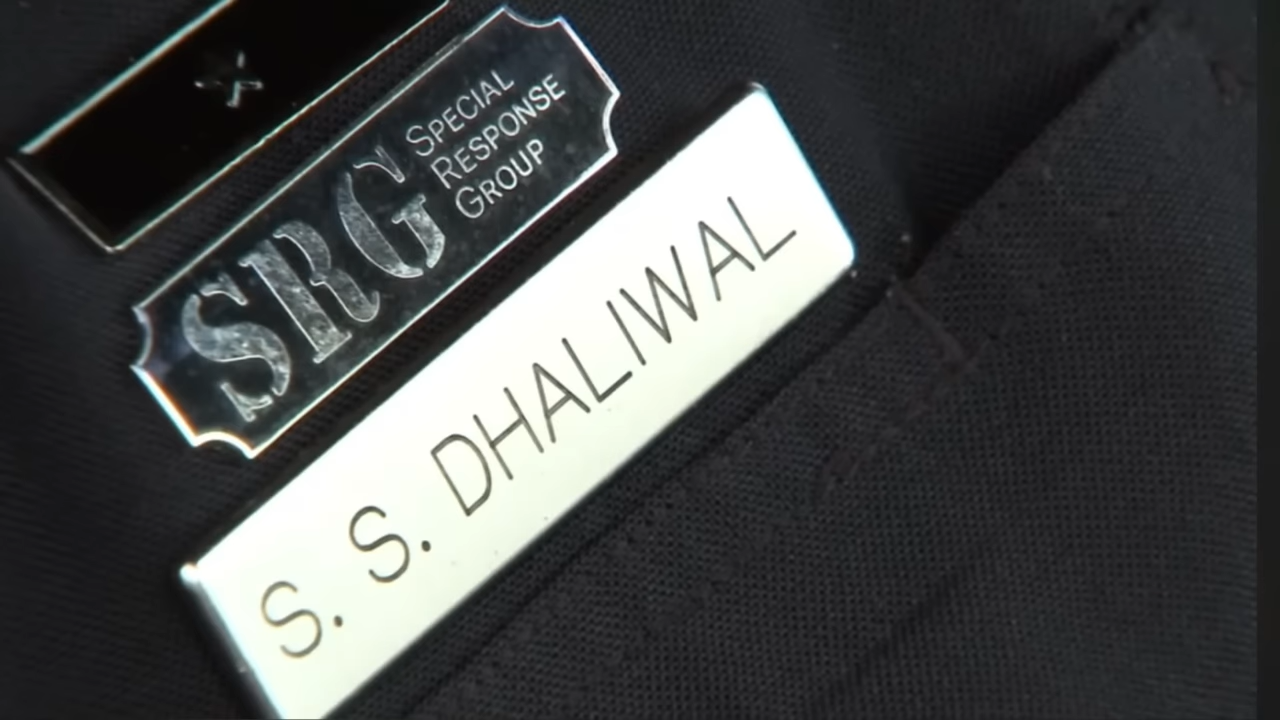 SRG
SPECIAL
RESPONSE
GROUP
S. S. DHALIWAL